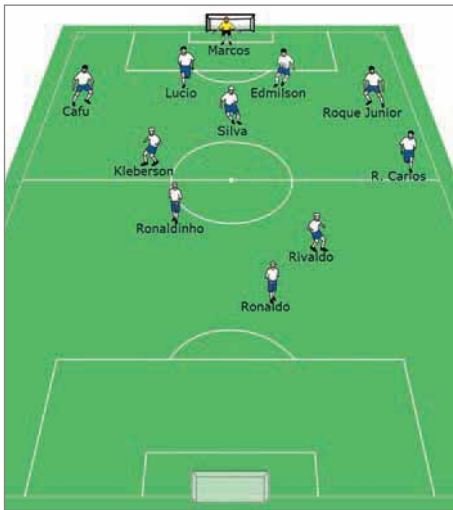 Marcos
Cafu
Lucio
Edmilson
Roque Junior
Silva
Kleberson
R. Carlos
Ronaldinho
Rivaldo
Ronaldo